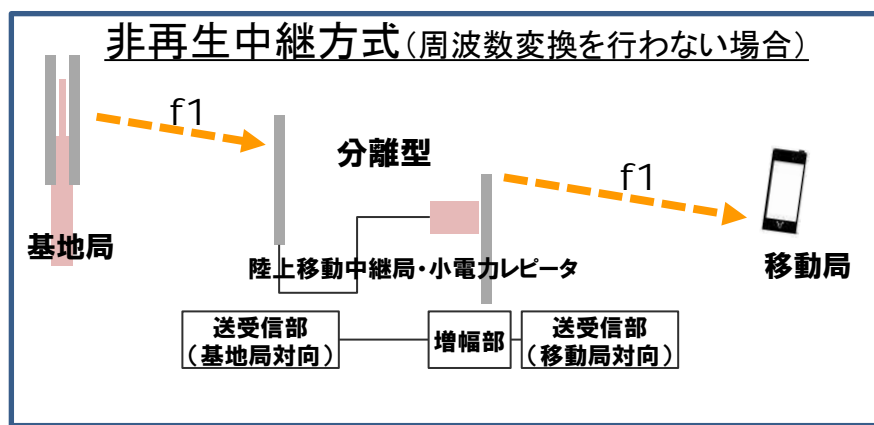 非再生中継方式(周波数変換を行わない場合)
f1
分離型
f1
基地局
陸上移動中継局・小電力レピータ
移動局
送受信部
(基地局対向)
増幅部
送受信部
(移動局対向)